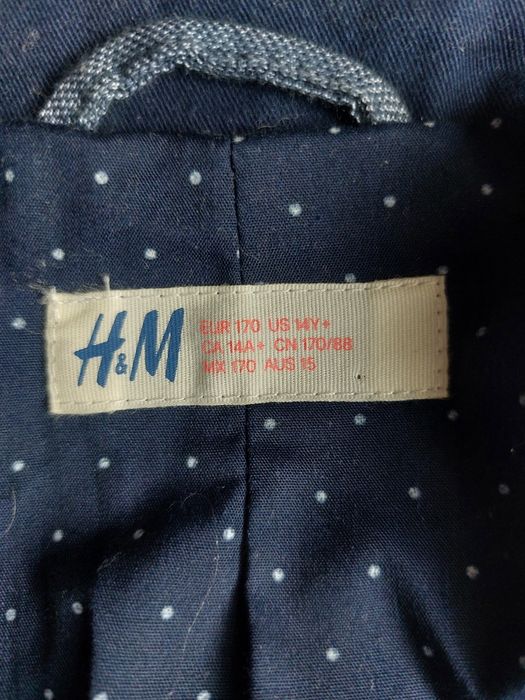 H&M
EUR 170 US 14Y+
CA 14A+ CN 170/88
MX 170 AUS 15